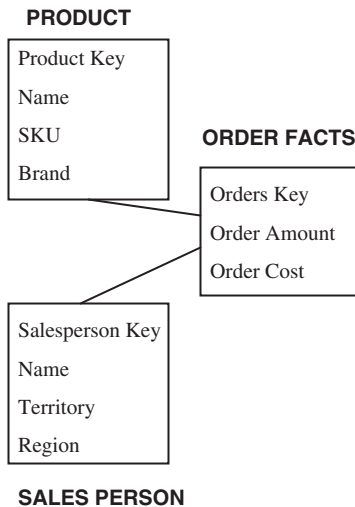 PRODUCT
Product Key
Name
SKU
Brand
ORDER FACTS
Orders Key
Order Amount
Order Cost
Salesperson Key
Name
Territory
Region
SALES PERSON